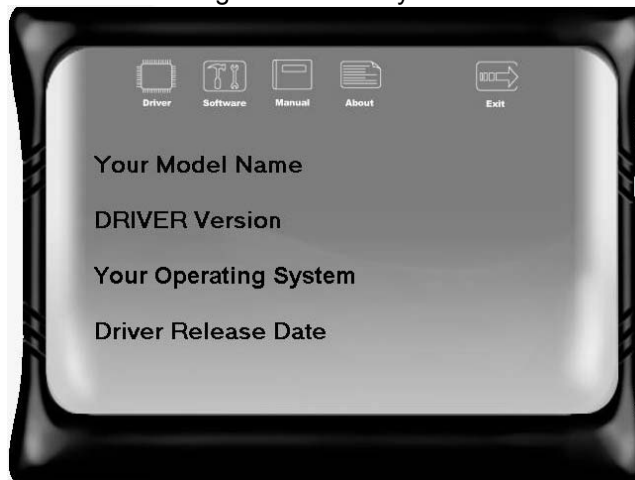 Driver Software Manual About Exit
Your Model Name
DRIVER Version
Your Operating System
Driver Release Date